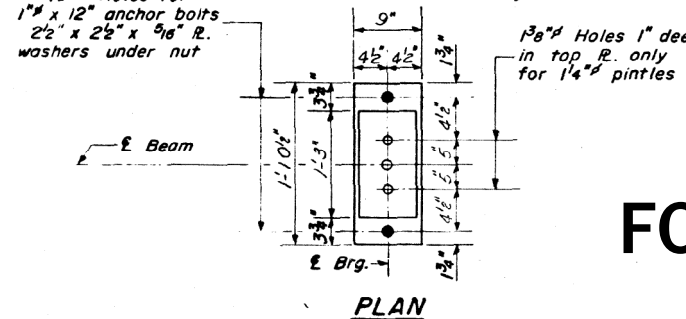 1"ø x 12" anchor bolts
2½" x 2½" x 5/16" ℞.
washers under nut
9"
4½" 4½"
1¾"
1⅜"ø Holes 1" dee
in top ℞. only
for 1¼"ø pintles
3¾"
4½"
℄ Beam
1'-10½"
1'-3"
5"
5"
4½"
3¾"
FO
℄ Brg.
1¾"
PLAN